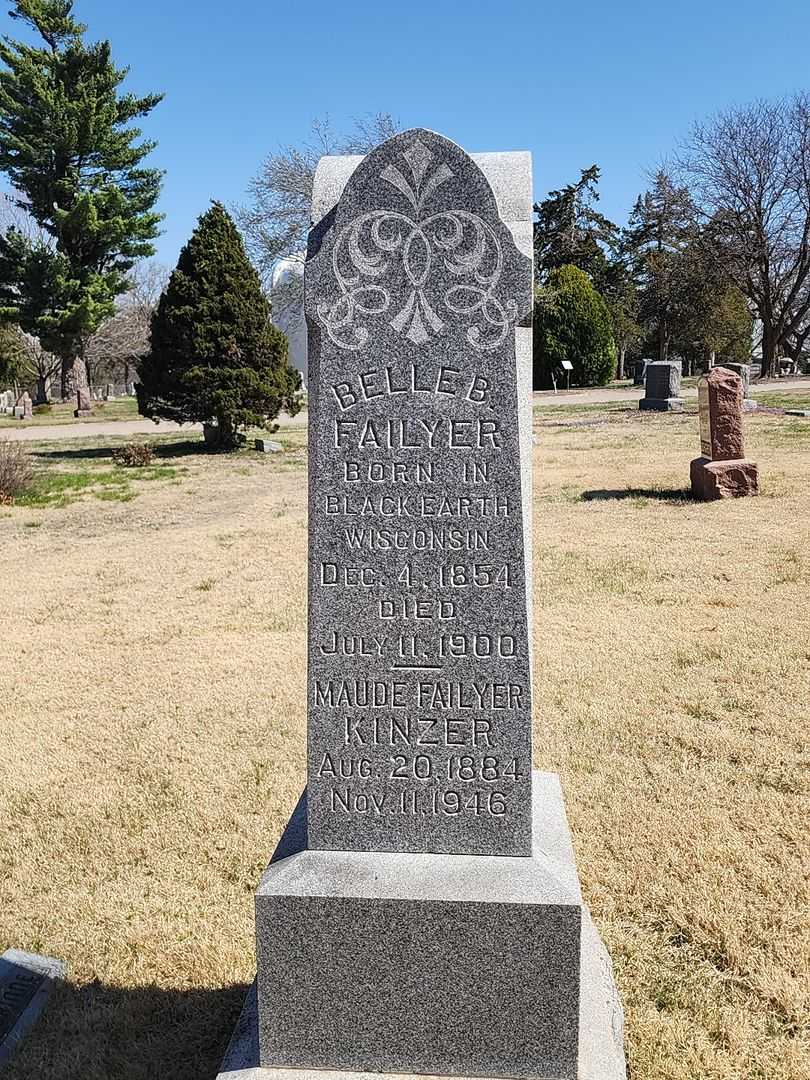 BELLE B.
FAILYER
BORN IN
BLACK EARTH
WISCONSIN
DEC. 4, 1854
DIED
JULY 11, 1900
MAUDE FAILYER
KINZER
AUG. 20, 1884
NOV. 11, 1946